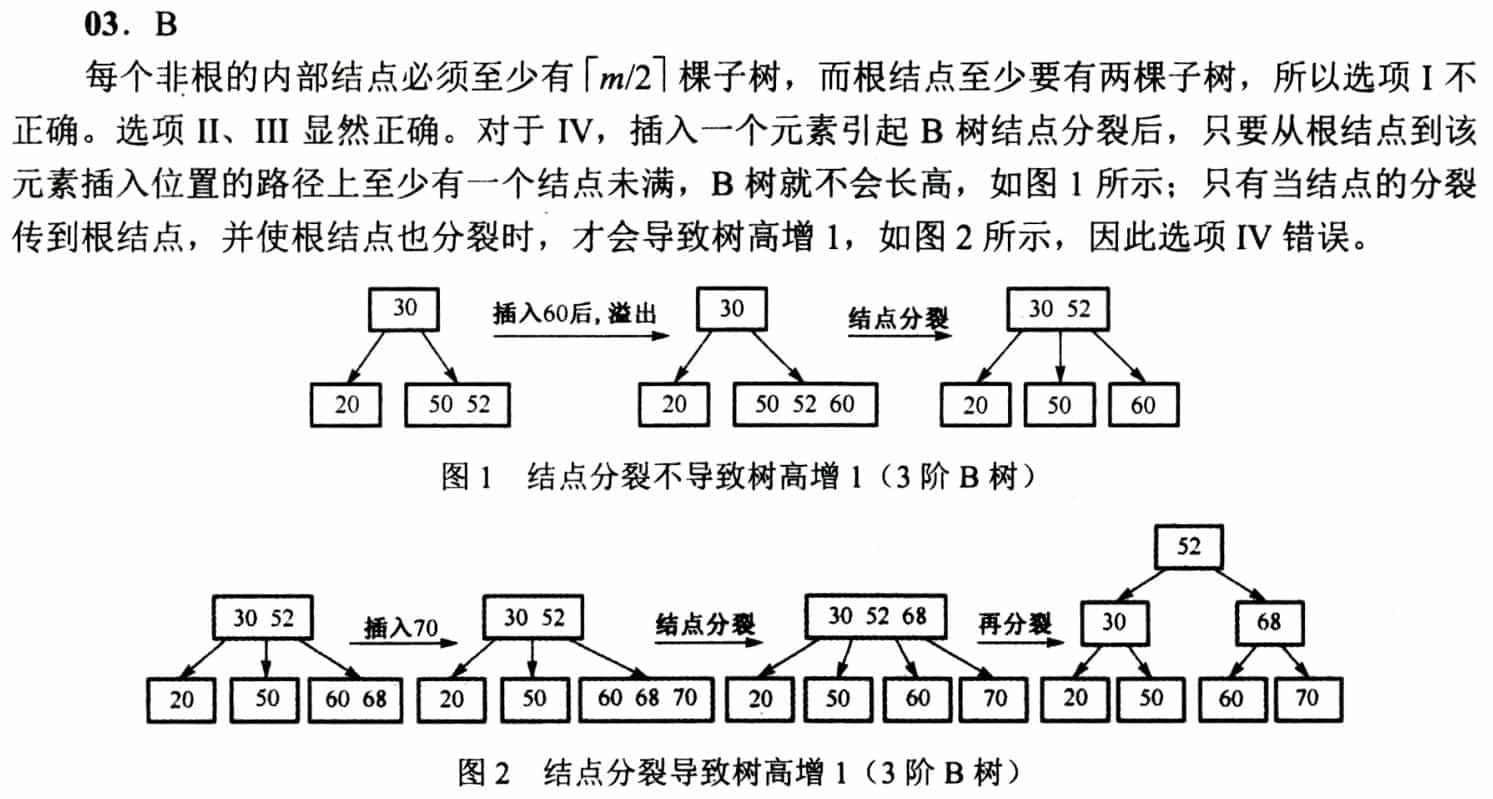 03. B
每个非根的内部结点必须至少有⌈m/2⌉棵子树，而根结点至少要有两棵子树，所以选项 I 不
正确。选项 II、III 显然正确。对于 IV，插入一个元素引起 B 树结点分裂后，只要从根结点到该
元素插入位置的路径上至少有一个结点未满，B 树就不会长高，如图 1 所示；只有当结点的分裂
传到根结点，并使根结点也分裂时，才会导致树高增 1，如图 2 所示，因此选项 IV 错误。
30 插入60后,溢出 30 结点分裂 30 52
20 50 52 20 50 52 60 20 50 60
图 1 结点分裂不导致树高增 1（3 阶 B 树）
52
30 52 插入70 30 52 结点分裂 30 52 68 再分裂 30 68
20 50 60 68 20 50 60 68 70 20 50 60 70 20 50 60 70
图 2 结点分裂导致树高增 1（3 阶 B 树）